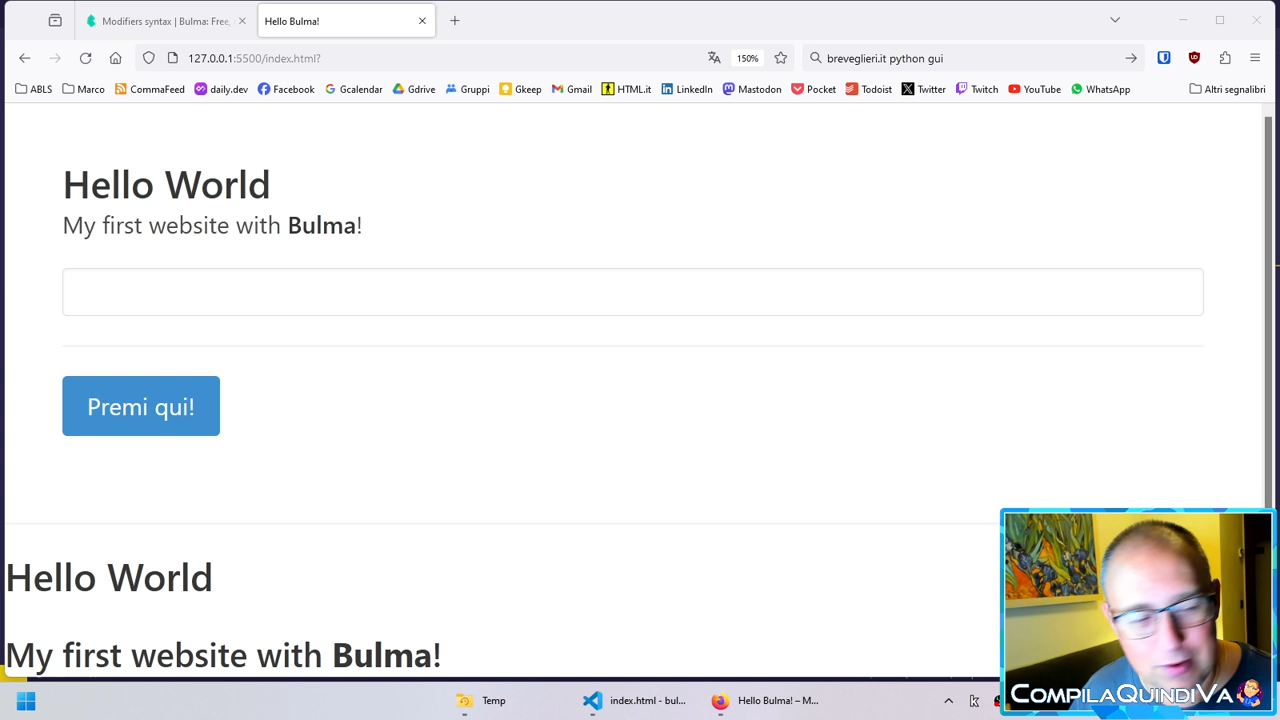 Modifiers syntax | Bulma: Free,
Hello Bulma!
127.0.0.1:5500/index.html?
150%
breveglieri.it python gui
ABLS
Marco
CommaFeed
daily.dev
Facebook
Gcalendar
Gdrive
Gruppi
Gkeep
Gmail
HTML.it
LinkedIn
Mastodon
Pocket
Todoist
Twitter
Twitch
YouTube
WhatsApp
Altri segnalibri
Hello World
My first website with Bulma!
Premi qui!
Hello World
My first website with Bulma!
COMPILAQUINDIVA
Temp
index.html - bul...
Hello Bulma! – M...